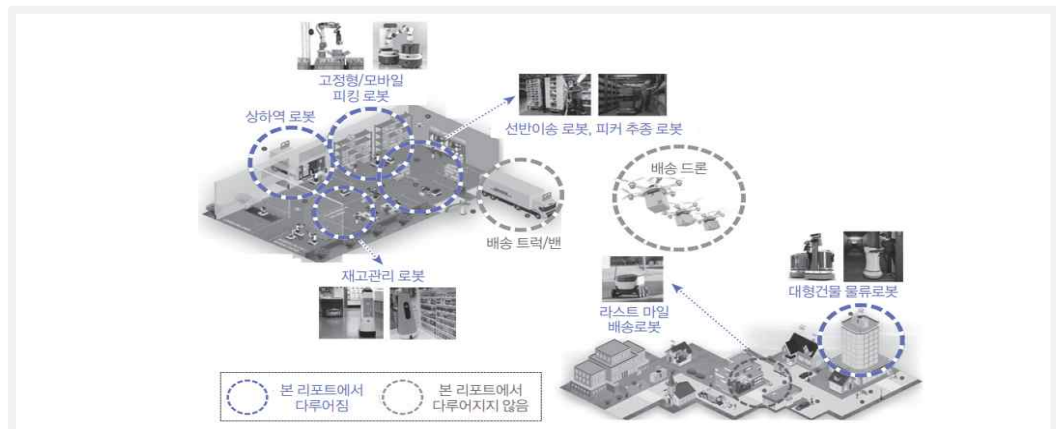 고정형/모바일
피킹 로봇
상하역 로봇
선반이송 로봇, 피커 추종 로봇
배송 드론
배송 트럭/밴
재고관리 로봇
라스트 마일
배송로봇
대형건물 물류로봇
본 리포트에서
다루어짐
본 리포트에서
다루어지지 않음